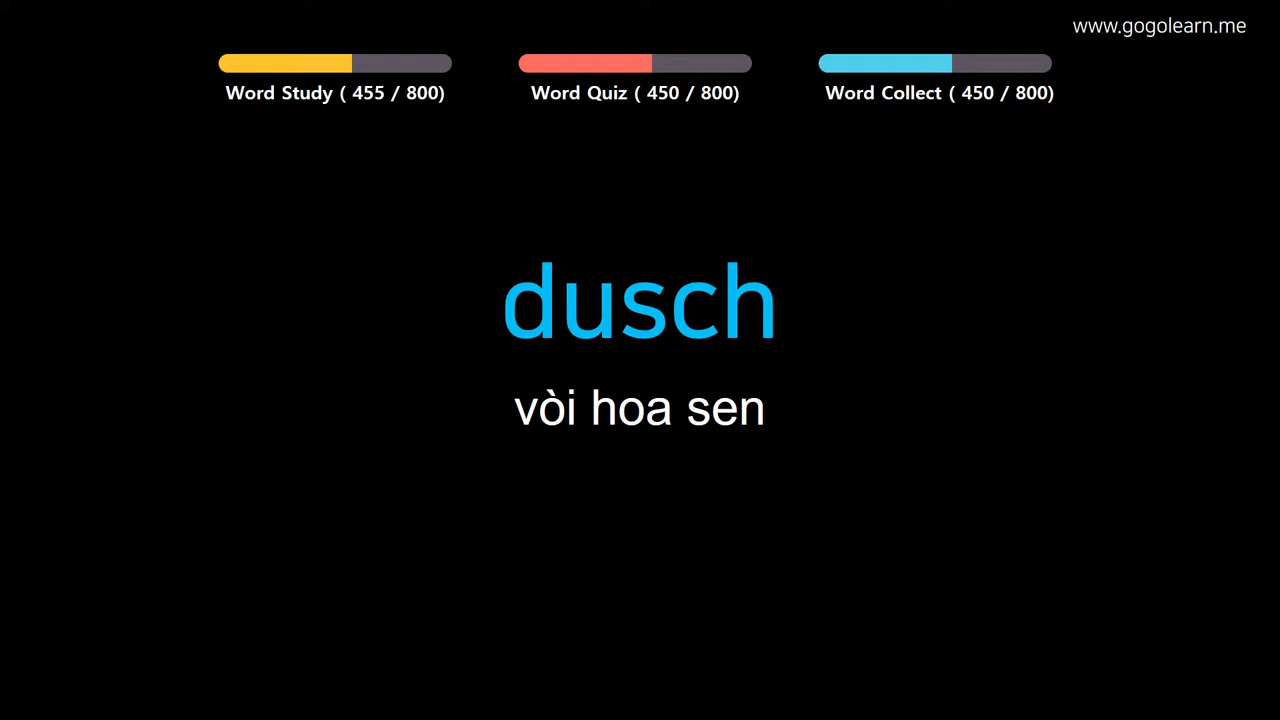 www.gogolearn.me
Word Study ( 455 / 800)
Word Quiz ( 450 / 800)
Word Collect ( 450 / 800)
dusch
vòi hoa sen